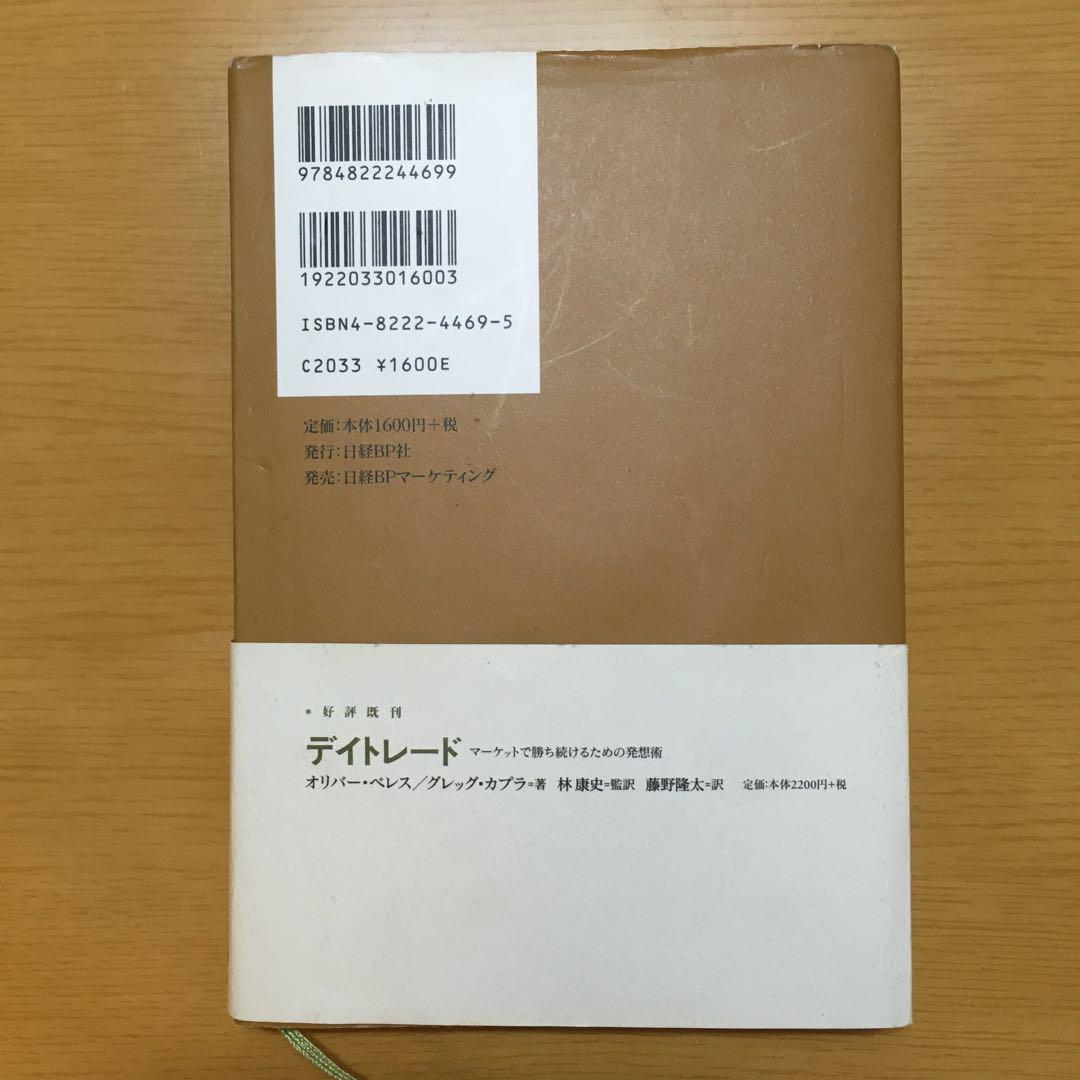 9784822244699
1922033016003
ISBN4-8222-4469-5
C2033 ¥1600E
定価：本体1600円＋税
発行：日経BP社
発売：日経BPマーケティング
＊好評既刊
デイトレード マーケットで勝ち続けるための発想術
オリバー・ベレス／グレッグ・カプラ=著 林 康史=監訳 藤野隆太=訳 定価：本体2200円+税